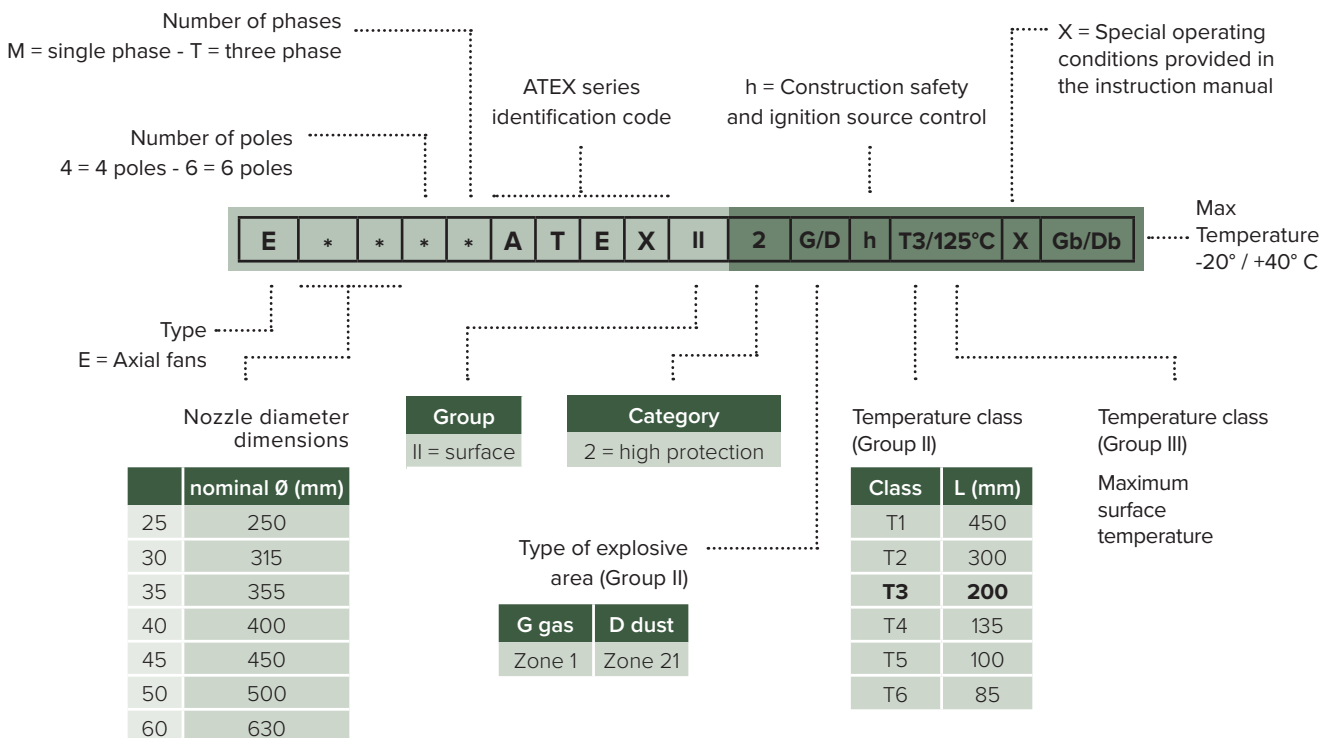 Number of phases
M = single phase - T = three phase
X = Special operating
conditions provided in
the instruction manual
ATEX series
identification code
h = Construction safety
and ignition source control
Number of poles
4 = 4 poles - 6 = 6 poles
E * * * * A T E X II 2 G/D h T3/125°C X Gb/Db
Max
Temperature
-20° / +40° C
Type
E = Axial fans
Nozzle diameter
dimensions
nominal Ø (mm)
25 250
30 315
35 355
40 400
45 450
50 500
60 630
Group
II = surface
Category
2 = high protection
Type of explosive
area (Group II)
G gas D dust
Zone 1 Zone 21
Temperature class
(Group II)
Class L (mm)
T1 450
T2 300
T3 200
T4 135
T5 100
T6 85
Temperature class
(Group III)
Maximum
surface
temperature